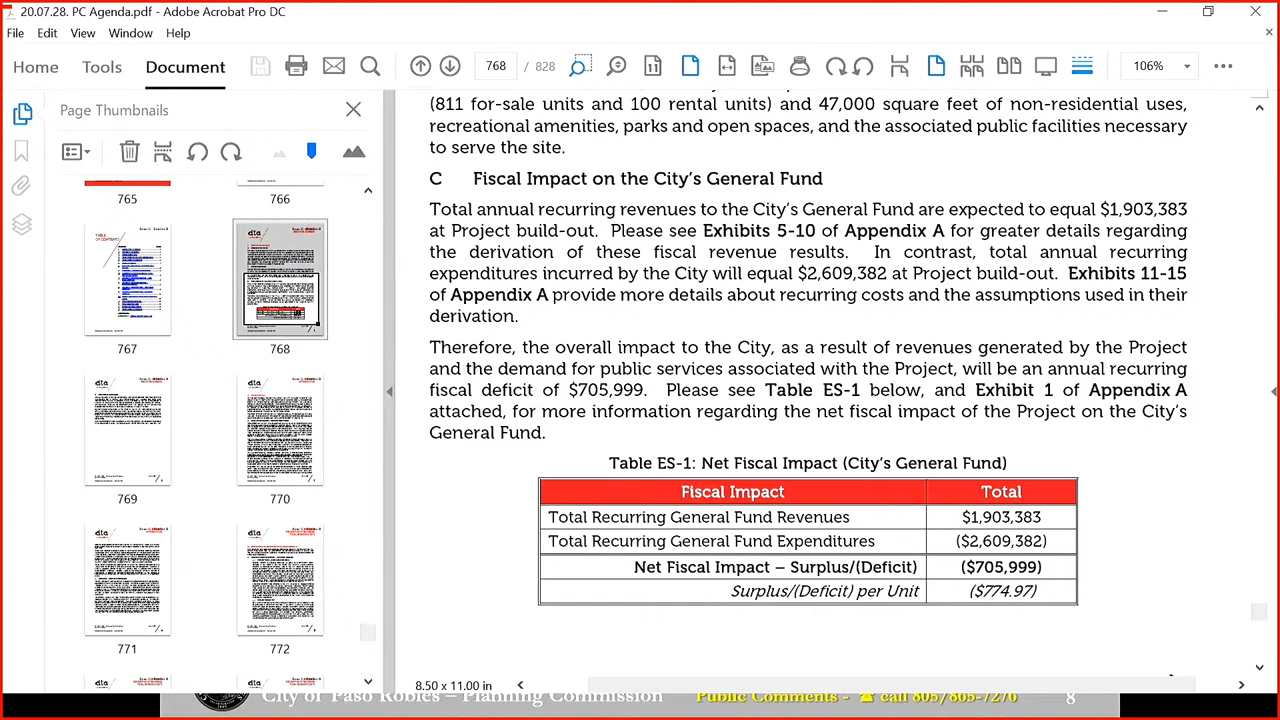 20.07.28. PC Agenda.pdf - Adobe Acrobat Pro DC
File Edit View Window Help
Home Tools Document 768 / 828 106%
Page Thumbnails
765 766
767 768
769 770
771 772
(811 for-sale units and 100 rental units) and 47,000 square feet of non-residential uses,
recreational amenities, parks and open spaces, and the associated public facilities necessary
to serve the site.
C Fiscal Impact on the City's General Fund
Total annual recurring revenues to the City's General Fund are expected to equal $1,903,383
at Project build-out. Please see Exhibits 5-10 of Appendix A for greater details regarding
the derivation of these fiscal revenue results. In contrast, total annual recurring
expenditures incurred by the City will equal $2,609,382 at Project build-out. Exhibits 11-15
of Appendix A provide more details about recurring costs and the assumptions used in their
derivation.
Therefore, the overall impact to the City, as a result of revenues generated by the Project
and the demand for public services associated with the Project, will be an annual recurring
fiscal deficit of $705,999. Please see Table ES-1 below, and Exhibit 1 of Appendix A
attached, for more information regarding the net fiscal impact of the Project on the City's
General Fund.
Table ES-1: Net Fiscal Impact (City's General Fund)
Fiscal Impact Total
Total Recurring General Fund Revenues $1,903,383
Total Recurring General Fund Expenditures ($2,609,382)
Net Fiscal Impact – Surplus/(Deficit) ($705,999)
Surplus/(Deficit) per Unit ($774.97)
8.50 x 11.00 in
City of Paso Robles – Planning Commission Public Comments - ☎ call 805/865-7276 8